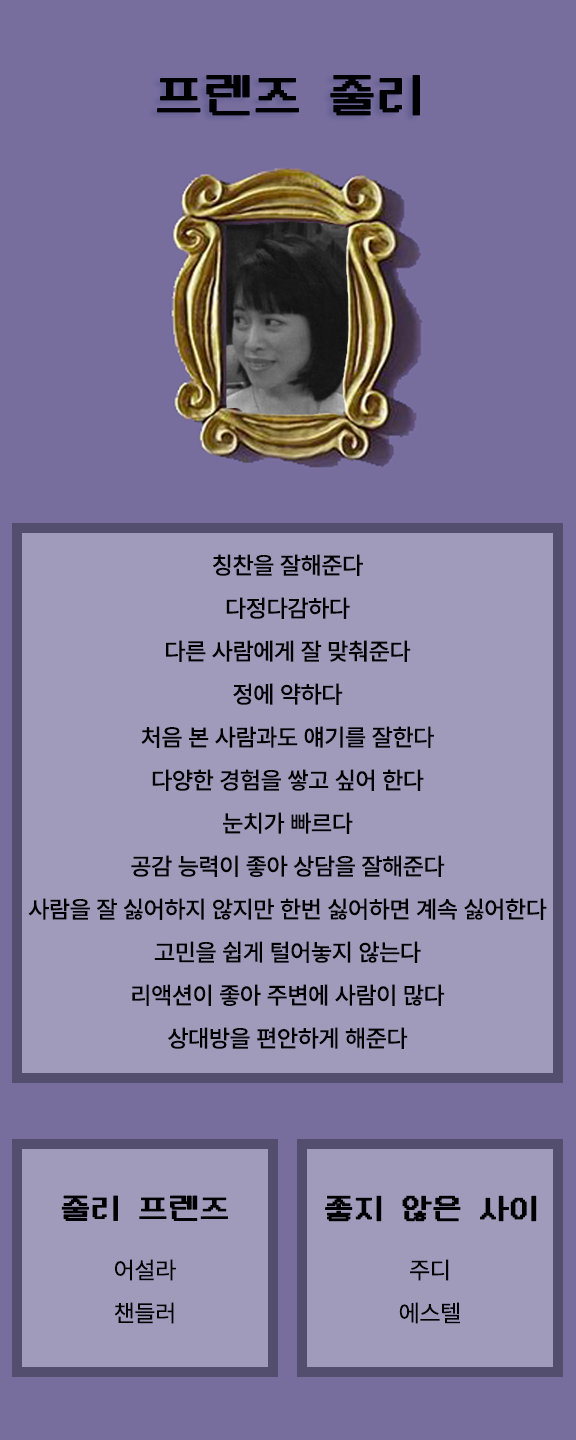 프렌즈 줄리
칭찬을 잘해준다
다정다감하다
다른 사람에게 잘 맞춰준다
정에 약하다
처음 본 사람과도 얘기를 잘한다
다양한 경험을 쌓고 싶어 한다
눈치가 빠르다
공감 능력이 좋아 상담을 잘해준다
사람을 잘 싫어하지 않지만 한번 싫어하면 계속 싫어한다
고민을 쉽게 털어놓지 않는다
리액션이 좋아 주변에 사람이 많다
상대방을 편안하게 해준다
줄리 프렌즈
어설라
챈들러
좋지 않은 사이
주디
에스텔